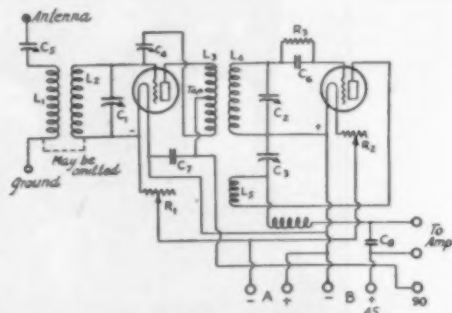 Antenna
C5
L1
L2
C4
C1
L3
Tap
L4
R3
C6
C2
C3
R2
May be omitted
Ground
C7
R1
L5
C8
To Amp
- A + - B + 90
45